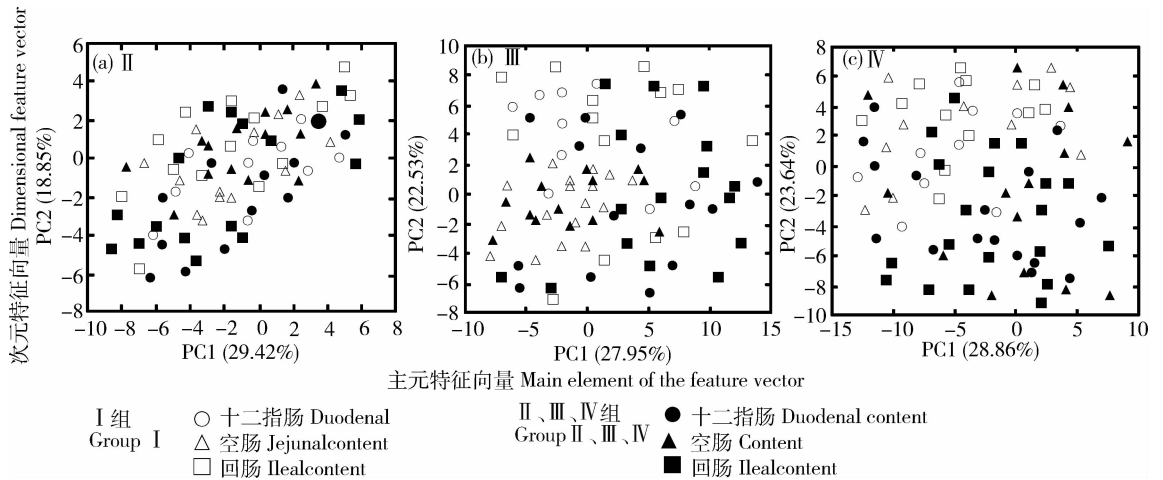 次元特征向量 Dimensional feature vector
(a) Ⅱ
PC2 (18.85%)
6
4
2
0
−2
−4
−6
−8
−10 −8 −6 −4 −2 0 2 4 6 8
PC1 (29.42%)
(b) Ⅲ
PC2 (22.53%)
10
8
6
4
2
0
−2
−4
−6
−8
−10 −5 0 5 10 15
PC1 (27.95%)
(c) Ⅳ
PC2 (23.64%)
8
6
4
2
0
−2
−4
−6
−8
−10
−15 −10 −5 0 5 10
PC1 (28.86%)
主元特征向量 Main element of the feature vector
Ⅰ组
Group Ⅰ
十二指肠 Duodenal
空肠 Jejunalcontent
回肠 Ilealcontent
Ⅱ、Ⅲ、Ⅳ组
Group Ⅱ、Ⅲ、Ⅳ
十二指肠 Duodenal content
空肠 Content
回肠 Ilealcontent